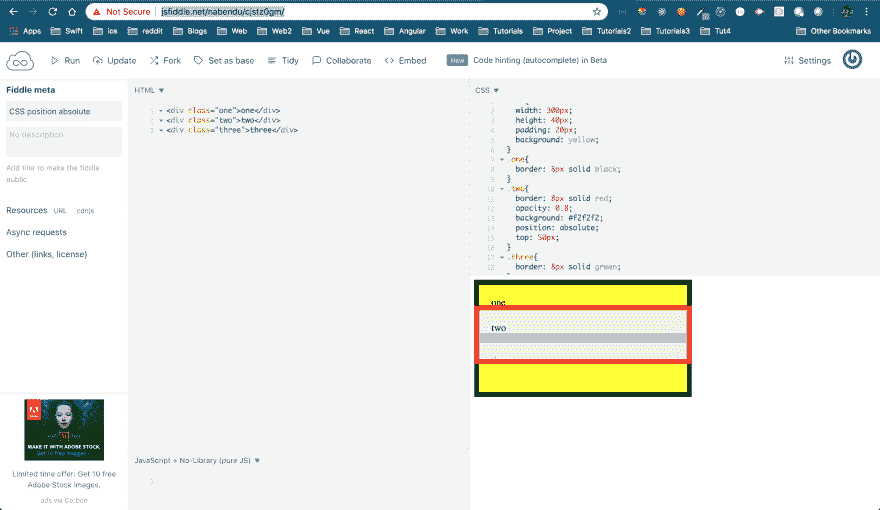 Not Secure | jsfiddle.net/nabendu/cjstz0gm/
Apps Swift ios reddit Blogs Web Web2 Vue React Angular Work Tutorials Project Tutorials2 Tutorials3 Tut4 Other Bookmarks
Run Update Fork Set as base Tidy Collaborate Embed New Code hinting (autocomplete) in Beta Settings
Fiddle meta
CSS position absolute
No description
Add title to make the fiddle
public
Resources URL cdnjs
Async requests
Other (links, license)
Adobe
MAKE IT WITH ADOBE STOCK.
Get 10 free images
Limited time offer: Get 10 free
Adobe Stock images.
ads via Carbon
HTML ▼
1 <div class="one">one</div>
2 <div class="two">two</div>
3 <div class="three">three</div>
JavaScript + No-Library (pure JS) ▼
1
CSS ▼
2 width: 300px;
3 height: 40px;
4 padding: 20px;
5 background: yellow;
6 }
7 .one{
8 border: 8px solid black;
9 }
10 .two{
11 border: 8px solid red;
12 opacity: 0.8;
13 background: #f2f2f2;
14 position: absolute;
15 top: 50px;
16 }
17 .three{
18 border: 8px solid green;
one
two